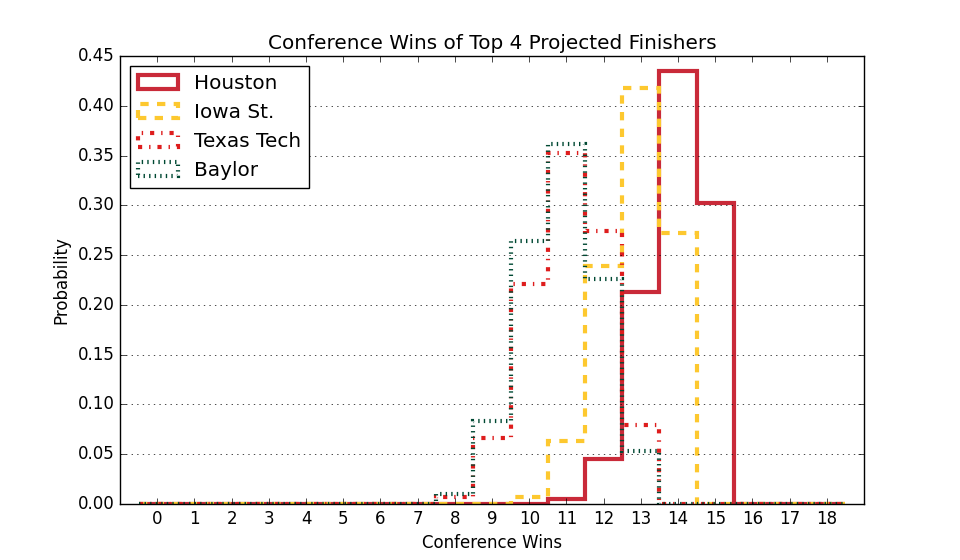 Conference Wins of Top 4 Projected Finishers
0.45
0.40
0.35
0.30
0.25
0.20
0.15
0.10
0.05
0.00
Probability
Houston
Iowa St.
Texas Tech
Baylor
0 1 2 3 4 5 6 7 8 9 10 11 12 13 14 15 16 17 18
Conference Wins